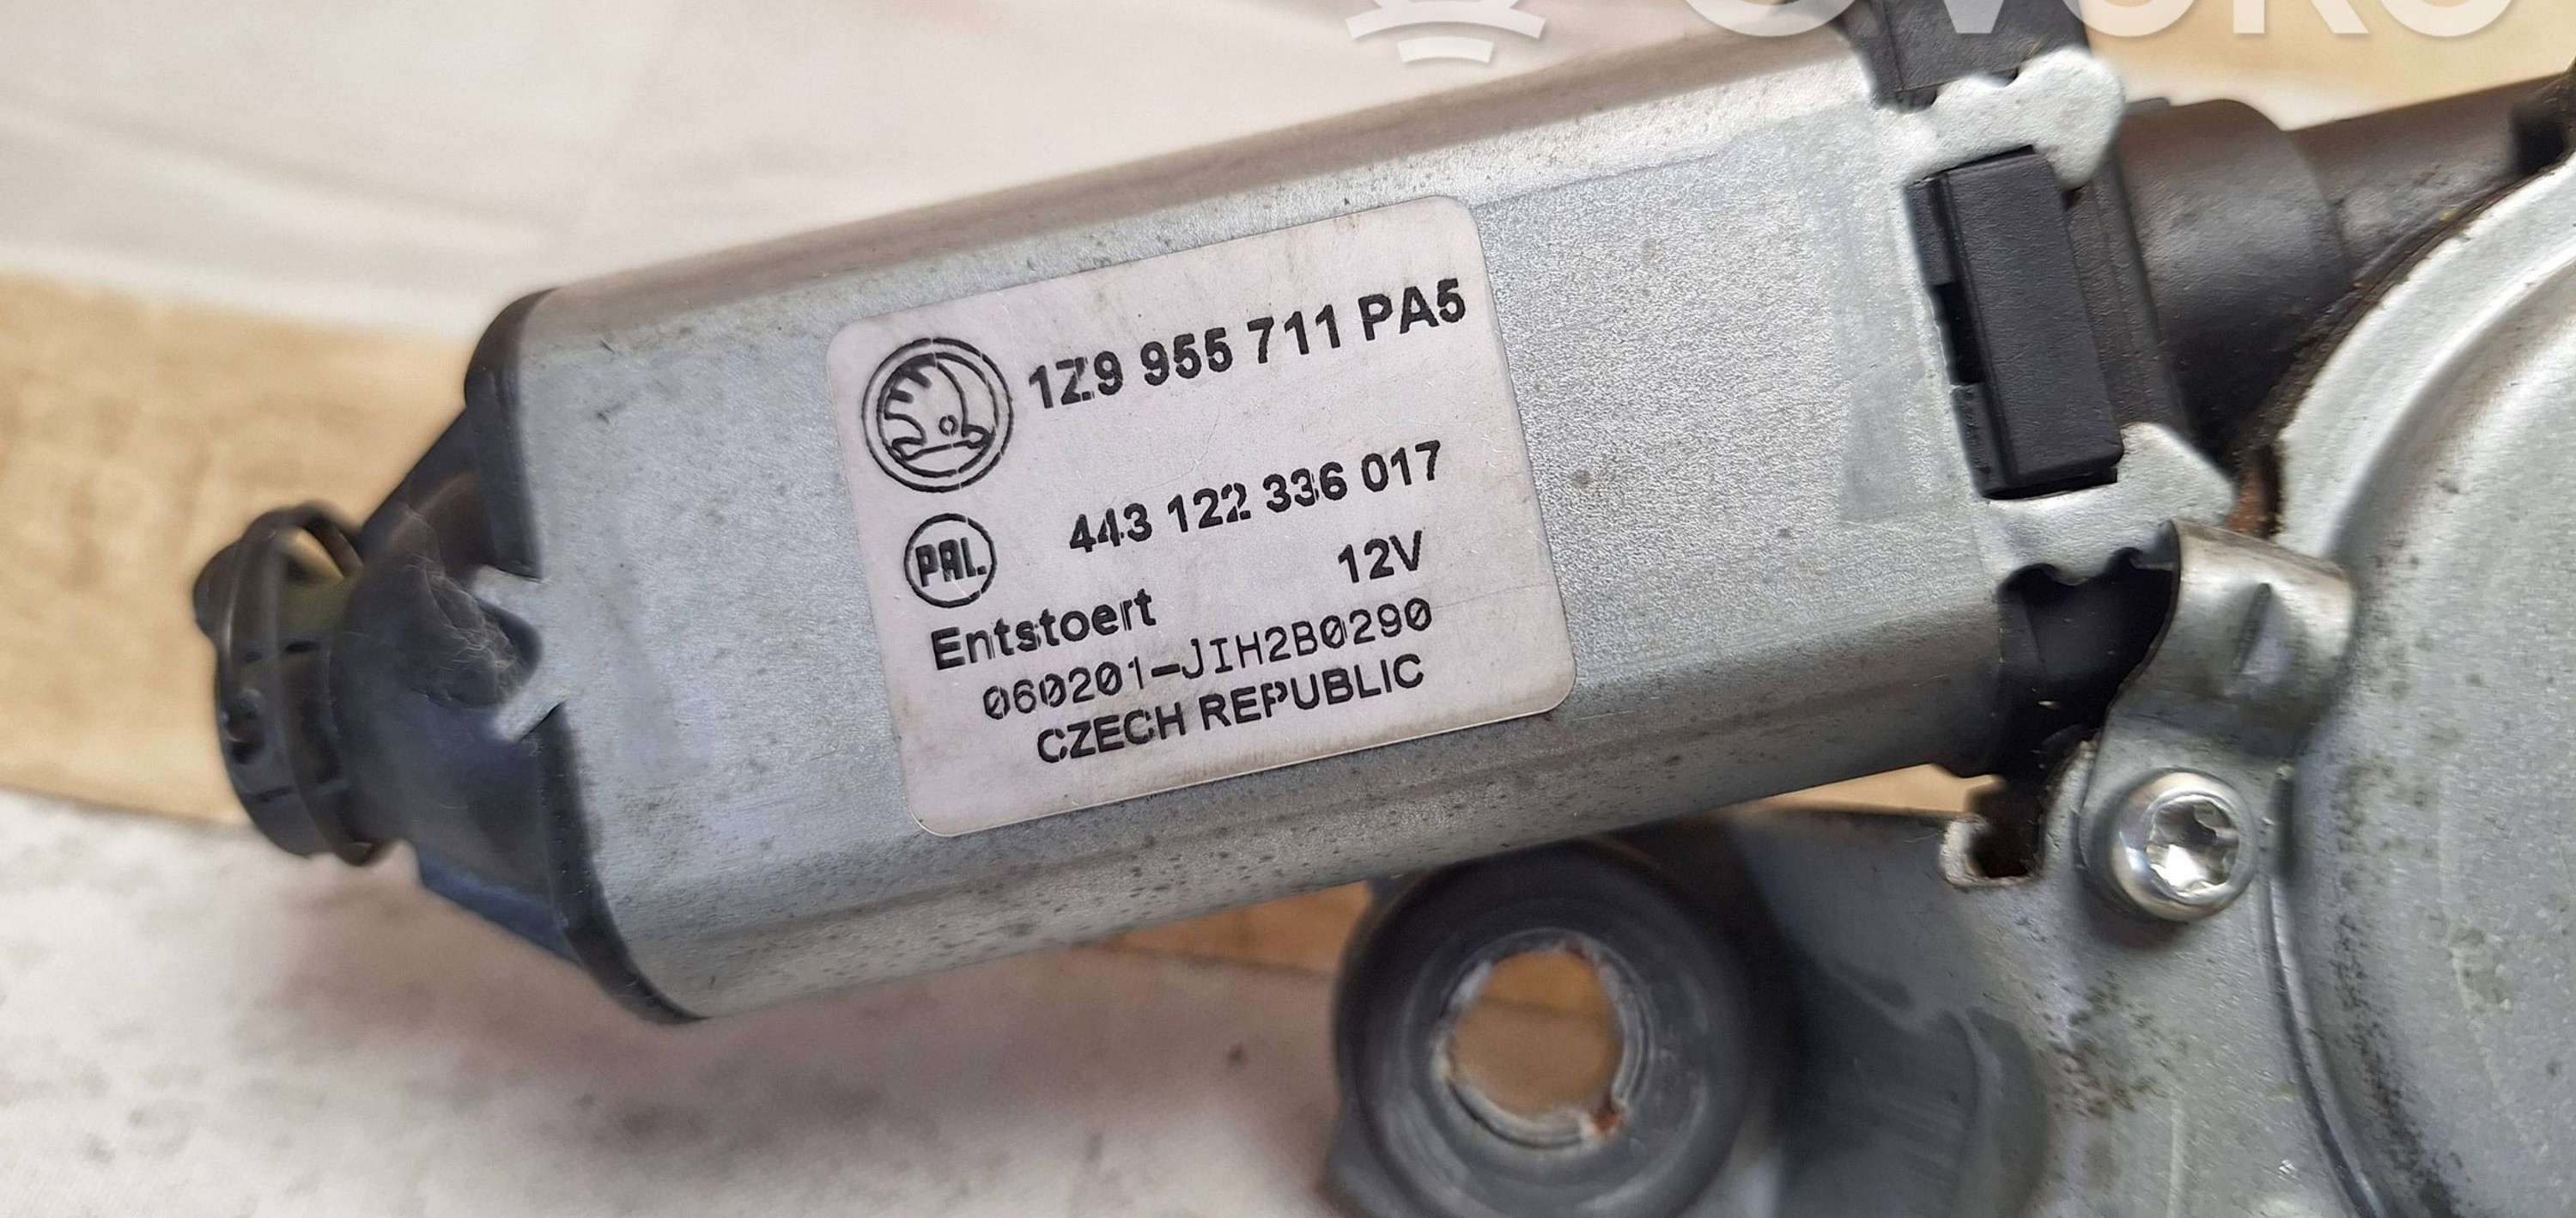 1Z9 955 711 PA5
443 122 336 017
PAL.
12V
Entstoert
060201-JIH2B0290
CZECH REPUBLIC